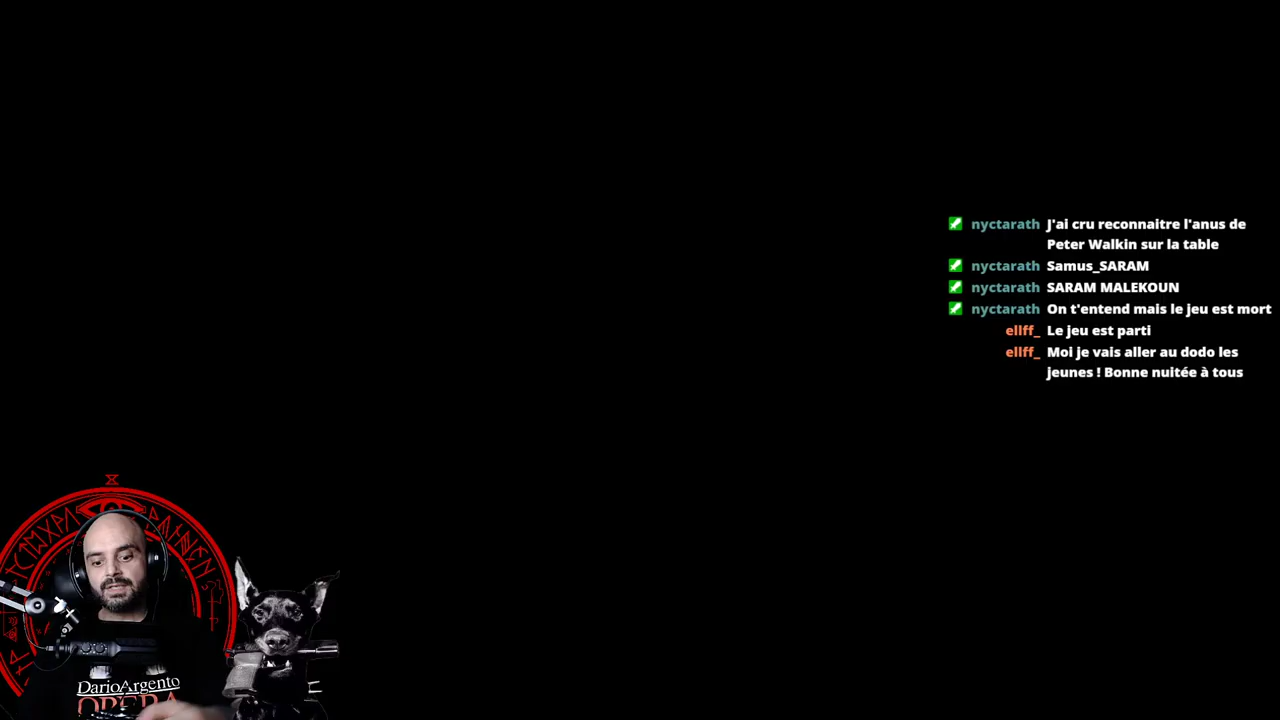 nyctarath J'ai cru reconnaitre l'anus de
Peter Walkin sur la table
nyctarath Samus_SARAM
nyctarath SARAM MALEKOUN
nyctarath On t'entend mais le jeu est mort
ellff_ Le jeu est parti
ellff_ Moi je vais aller au dodo les
jeunes ! Bonne nuitée à tous
DarioArgento
OPERA